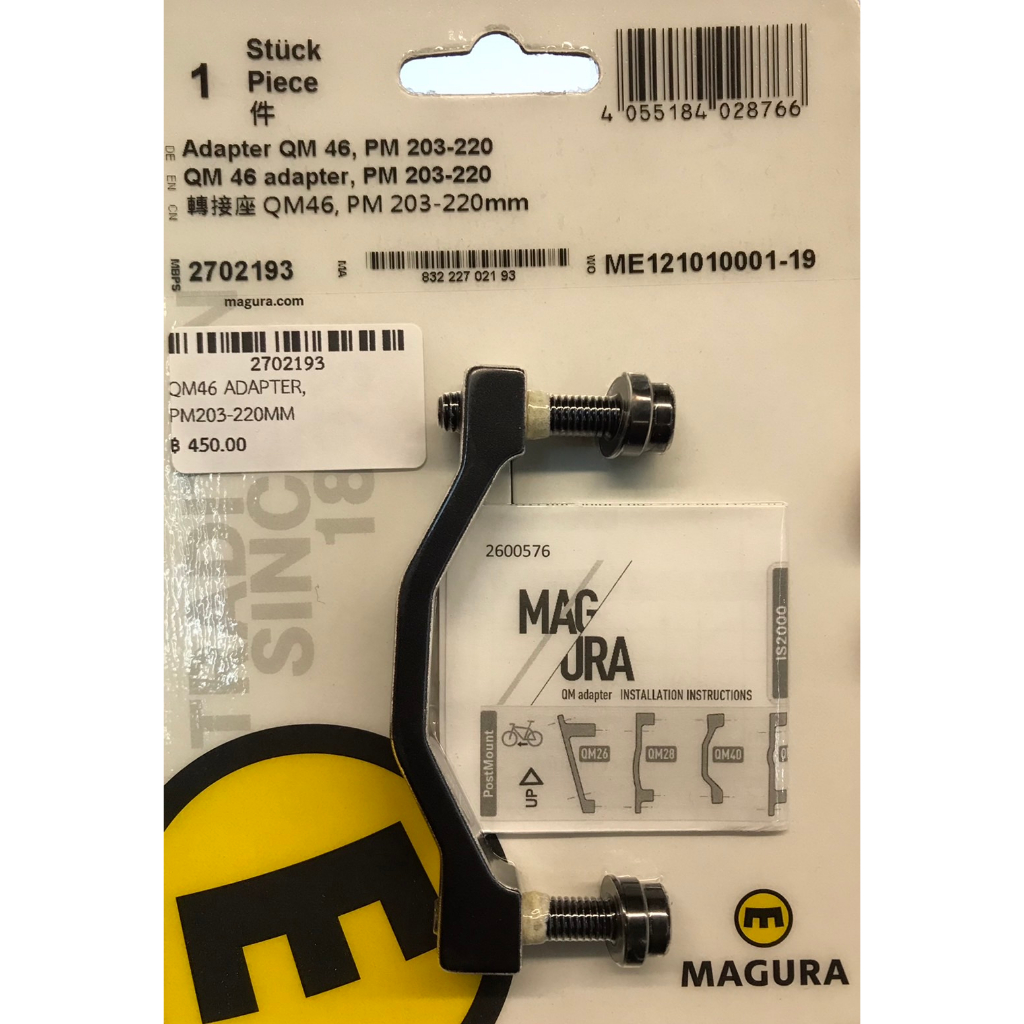 1 Stück
Piece
件
4 055184 028766
DE Adapter QM 46, PM 203-220
EN QM 46 adapter, PM 203-220
CN 轉接座 QM46, PM 203-220mm
MBPS 2702193
MA
832 227 021 93
WO ME121010001-19
magura.com
2702193
QM46 ADAPTER,
PM203-220MM
฿ 450.00
SINC
18
2600576
MAG
URA
QM adapter INSTALLATION INSTRUCTIONS
IS2000
PostMount
UP
QM26
QM28
QM40
MAGURA